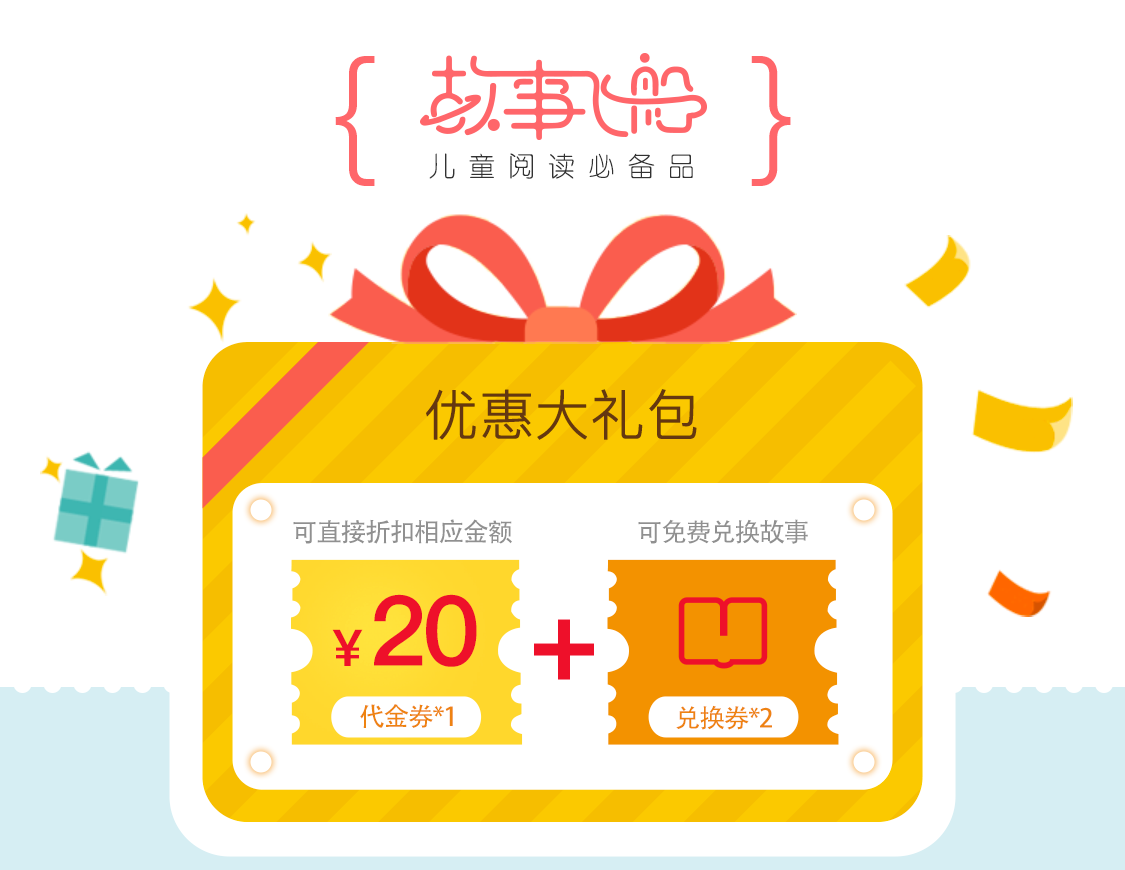 故事船
儿童阅读必备品
优惠大礼包
可直接折扣相应金额
可免费兑换故事
¥20
代金券*1
+
兑换券*2